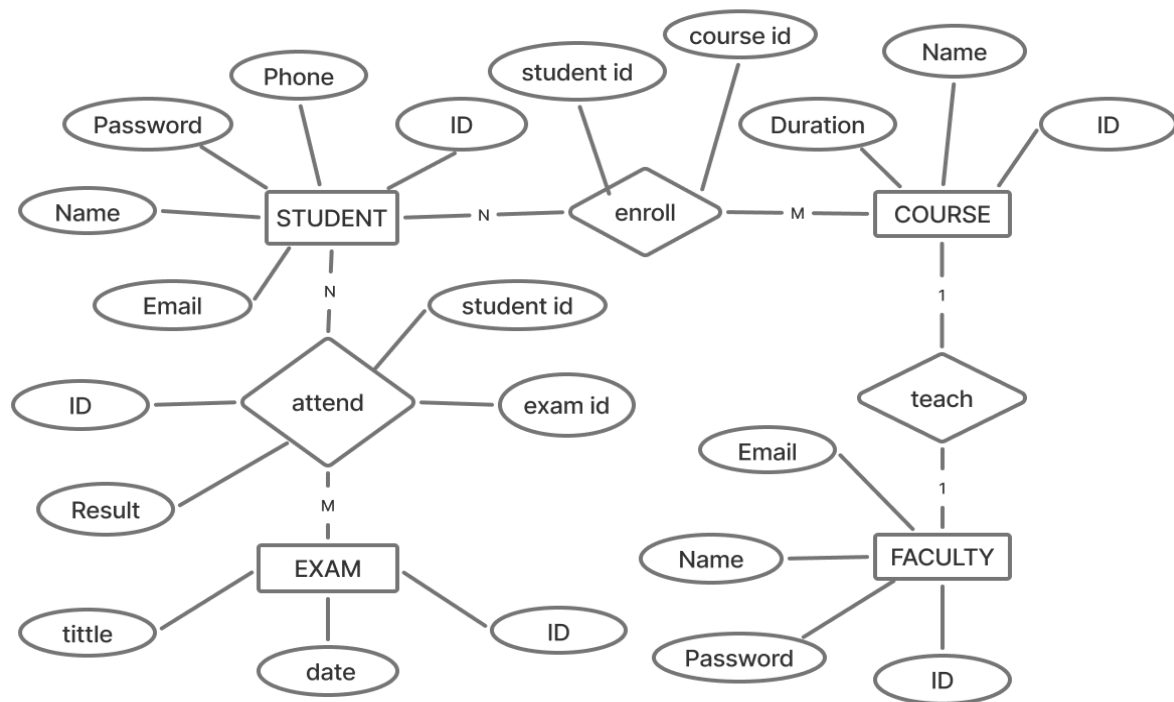 course id
Name
student id
Phone
Password
ID
Duration
ID
Name
STUDENT
N
enroll
M
COURSE
Email
N
student id
1
ID
attend
exam id
teach
Email
Result
M
1
Name
FACULTY
EXAM
tittle
ID
date
Password
ID